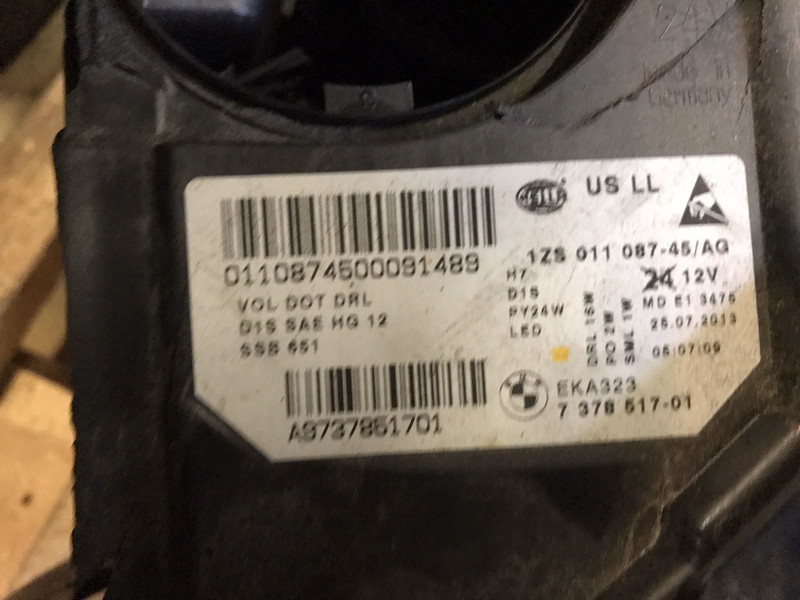 24
Made in
Germany
HELLA
US LL
0110874500091489
1ZS 011 087-45/AG
VOL DOT DRL
D1S SAE HG 12
SSB 651
H7
D1S
PY24W
LED
DRL 16W
PO 2W
SML 1W
24 12V
MD E1 3476
25.07.2013
05:07:09
A9737851701
EKA323
7 378 517-01